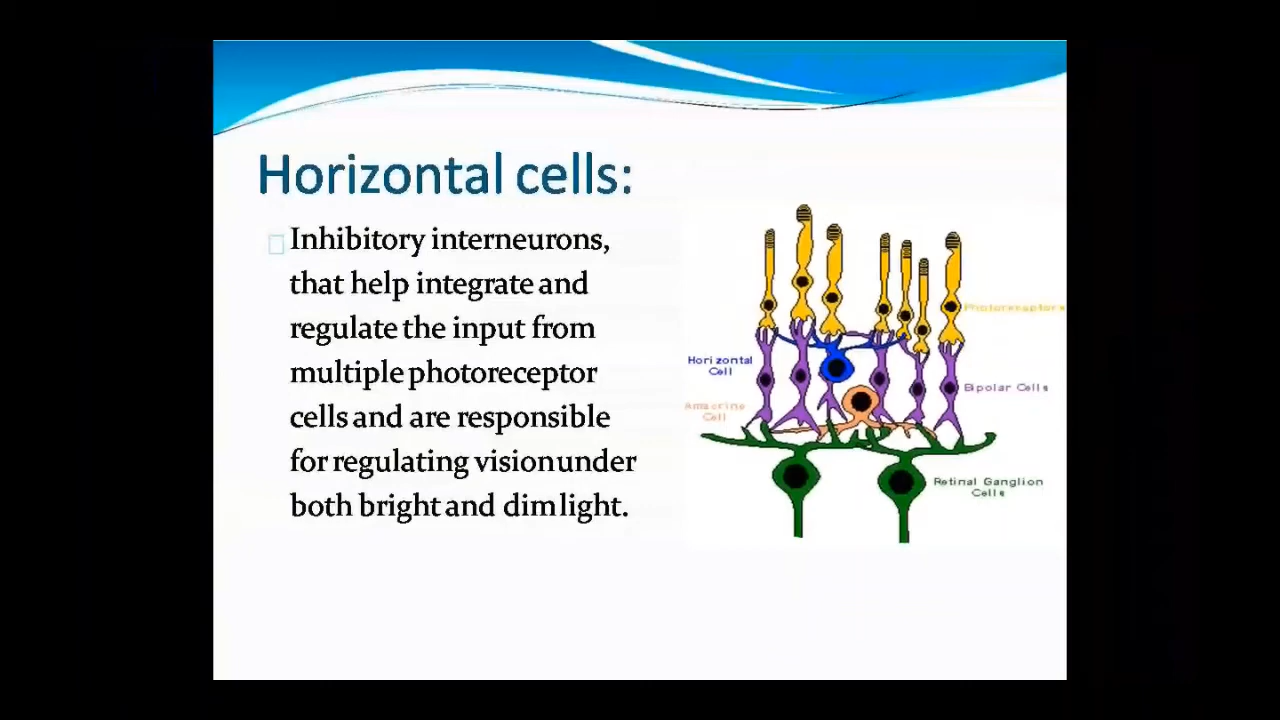 Horizontal cells:
Inhibitory interneurons,
that help integrate and
regulate the input from
multiple photoreceptor
cells and are responsible
for regulating vision under
both bright and dim light.
Photoreceptors
Horizontal
Cell
Bipolar Cells
Amacrine
Cell
Retinal Ganglion
Cells